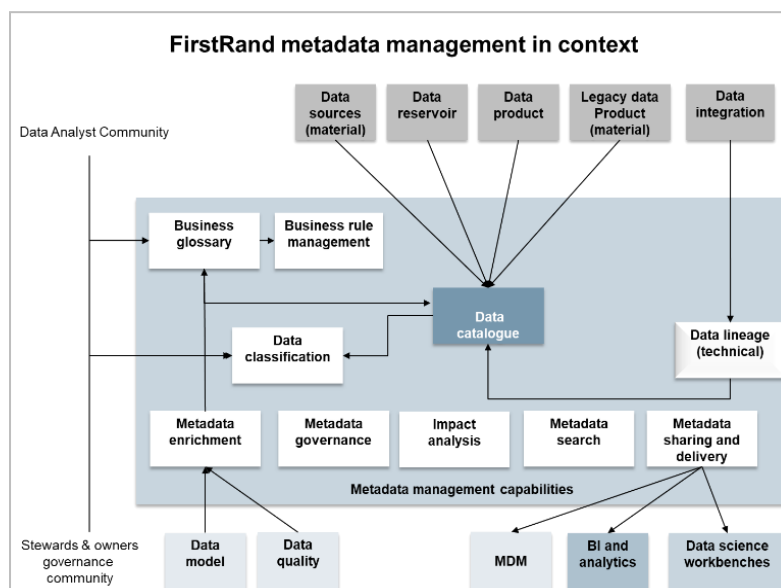 FirstRand metadata management in context
Data
sources
(material)
Data
reservoir
Data
product
Legacy data
Product
(material)
Data
integration
Data Analyst Community
Business
glossary
Business rule
management
Data
catalogue
Data
classification
Data lineage
(technical)
Metadata
enrichment
Metadata
governance
Impact
analysis
Metadata
search
Metadata
sharing and
delivery
Metadata management capabilities
Stewards & owners
governance
community
Data
model
Data
quality
MDM
BI and
analytics
Data science
workbenches